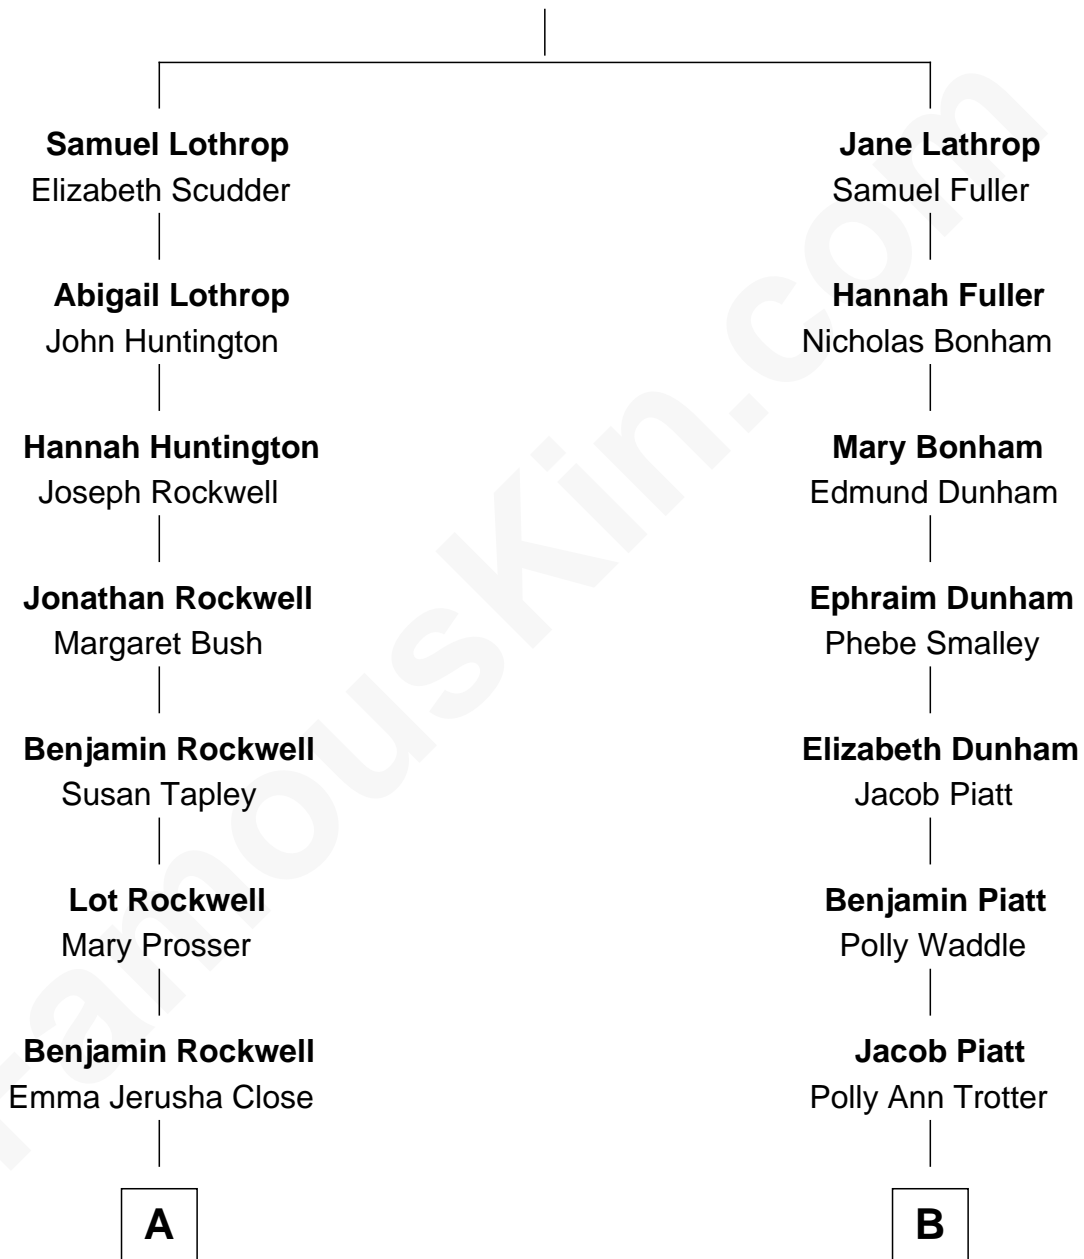 Samuel Lothrop
Elizabeth Scudder
Abigail Lothrop
John Huntington
Hannah Huntington
Joseph Rockwell
Jonathan Rockwell
Margaret Bush
Benjamin Rockwell
Susan Tapley
Lot Rockwell
Mary Prosser
Benjamin Rockwell
Emma Jerusha Close
A
Jane Lathrop
Samuel Fuller
Hannah Fuller
Nicholas Bonham
Mary Bonham
Edmund Dunham
Ephraim Dunham
Phebe Smalley
Elizabeth Dunham
Jacob Piatt
Benjamin Piatt
Polly Waddle
Jacob Piatt
Polly Ann Trotter
B
famouskin.com